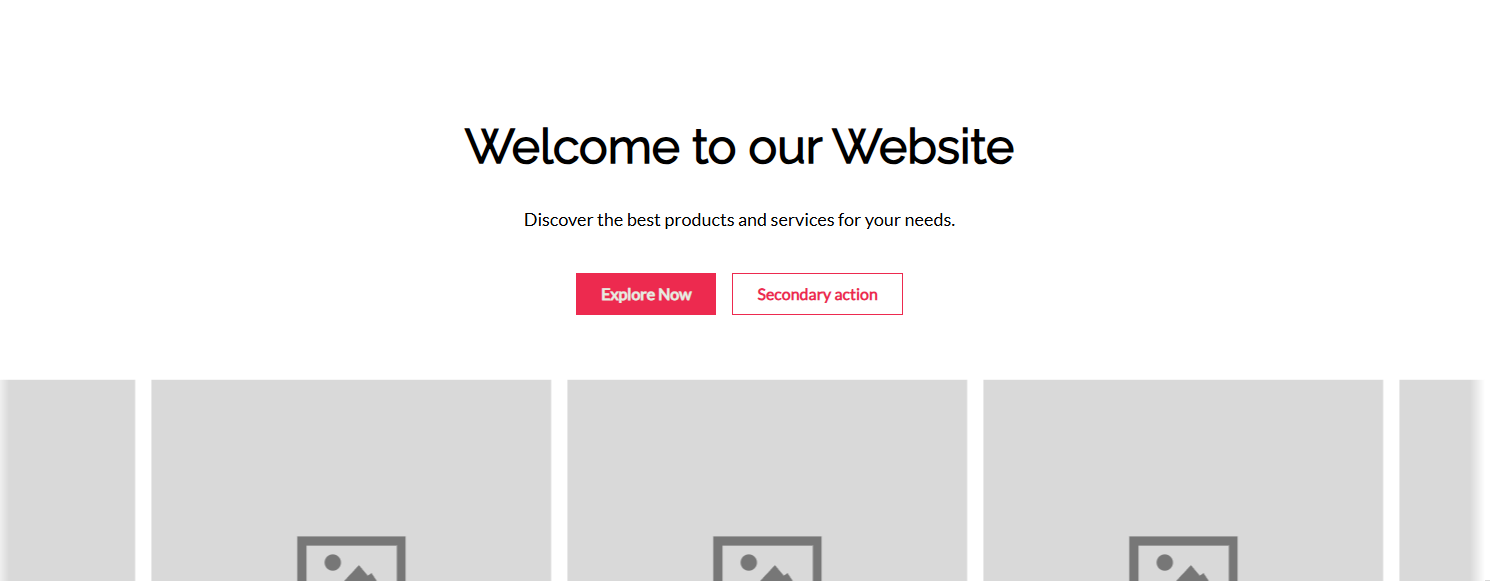 Welcome to our Website
Discover the best products and services for your needs.
Explore Now
Secondary action